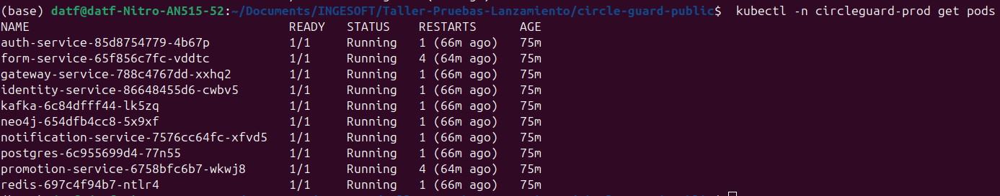 (base) datf@datf-Nitro-AN515-52:~/Documents/INGESOFT/Taller-Pruebas-Lanzamiento/circle-guard-public$  kubectl -n circleguard-prod get pods
NAME                                    READY   STATUS    RESTARTS      AGE
auth-service-85d8754779-4b67p           1/1     Running   1 (66m ago)   75m
form-service-65f856c7fc-vddtc           1/1     Running   4 (64m ago)   75m
gateway-service-788c4767dd-xxhq2        1/1     Running   1 (66m ago)   75m
identity-service-86648455d6-cwbv5       1/1     Running   1 (66m ago)   75m
kafka-6c84dfff44-lk5zq                  1/1     Running   1 (66m ago)   75m
neo4j-654dfb4cc8-5x9xf                  1/1     Running   1 (66m ago)   75m
notification-service-7576cc64fc-xfvd5   1/1     Running   1 (66m ago)   75m
postgres-6c955699d4-77n55               1/1     Running   1 (66m ago)   75m
promotion-service-6758bfc6b7-wkwj8      1/1     Running   4 (64m ago)   75m
redis-697c4f94b7-ntlr4                  1/1     Running   1 (66m ago)   75m